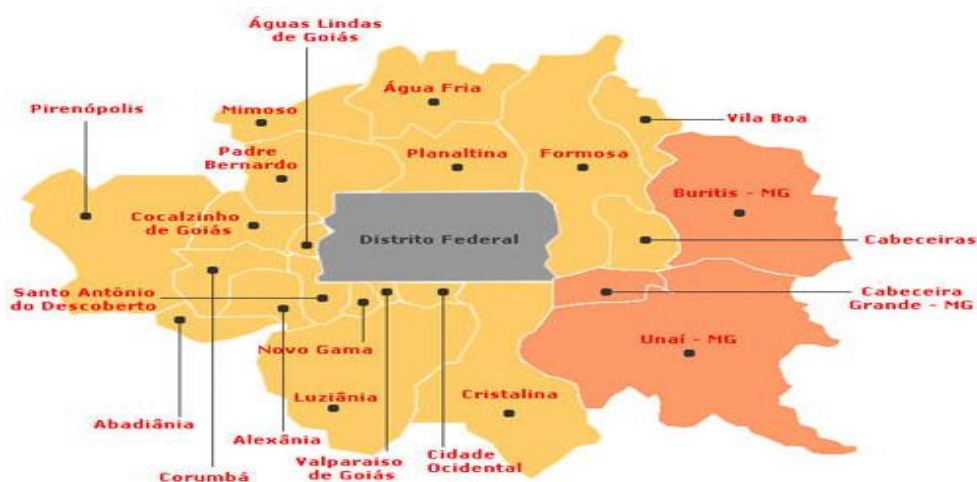 Águas Lindas
de Goiás
Pirenópolis
Mimoso
Água Fria
Vila Boa
Padre
Bernardo
Planaltina
Formosa
Buritis - MG
Cocalzinho
de Goiás
Distrito Federal
Cabeceiras
Santo Antônio
do Descoberto
Cabeceira
Grande - MG
Novo Gama
Unaí - MG
Luziânia
Cristalina
Abadiânia
Alexânia
Corumbá
Valparaiso
de Goiás
Cidade
Ocidental